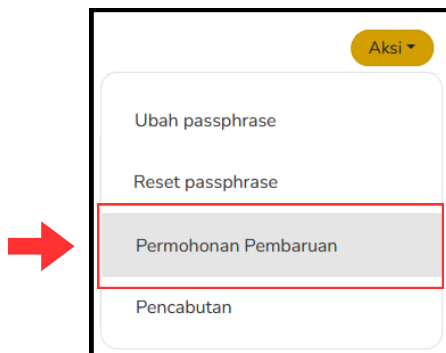 Aksi
Ubah passphrase
Reset passphrase
Permohonan Pembaruan
Pencabutan